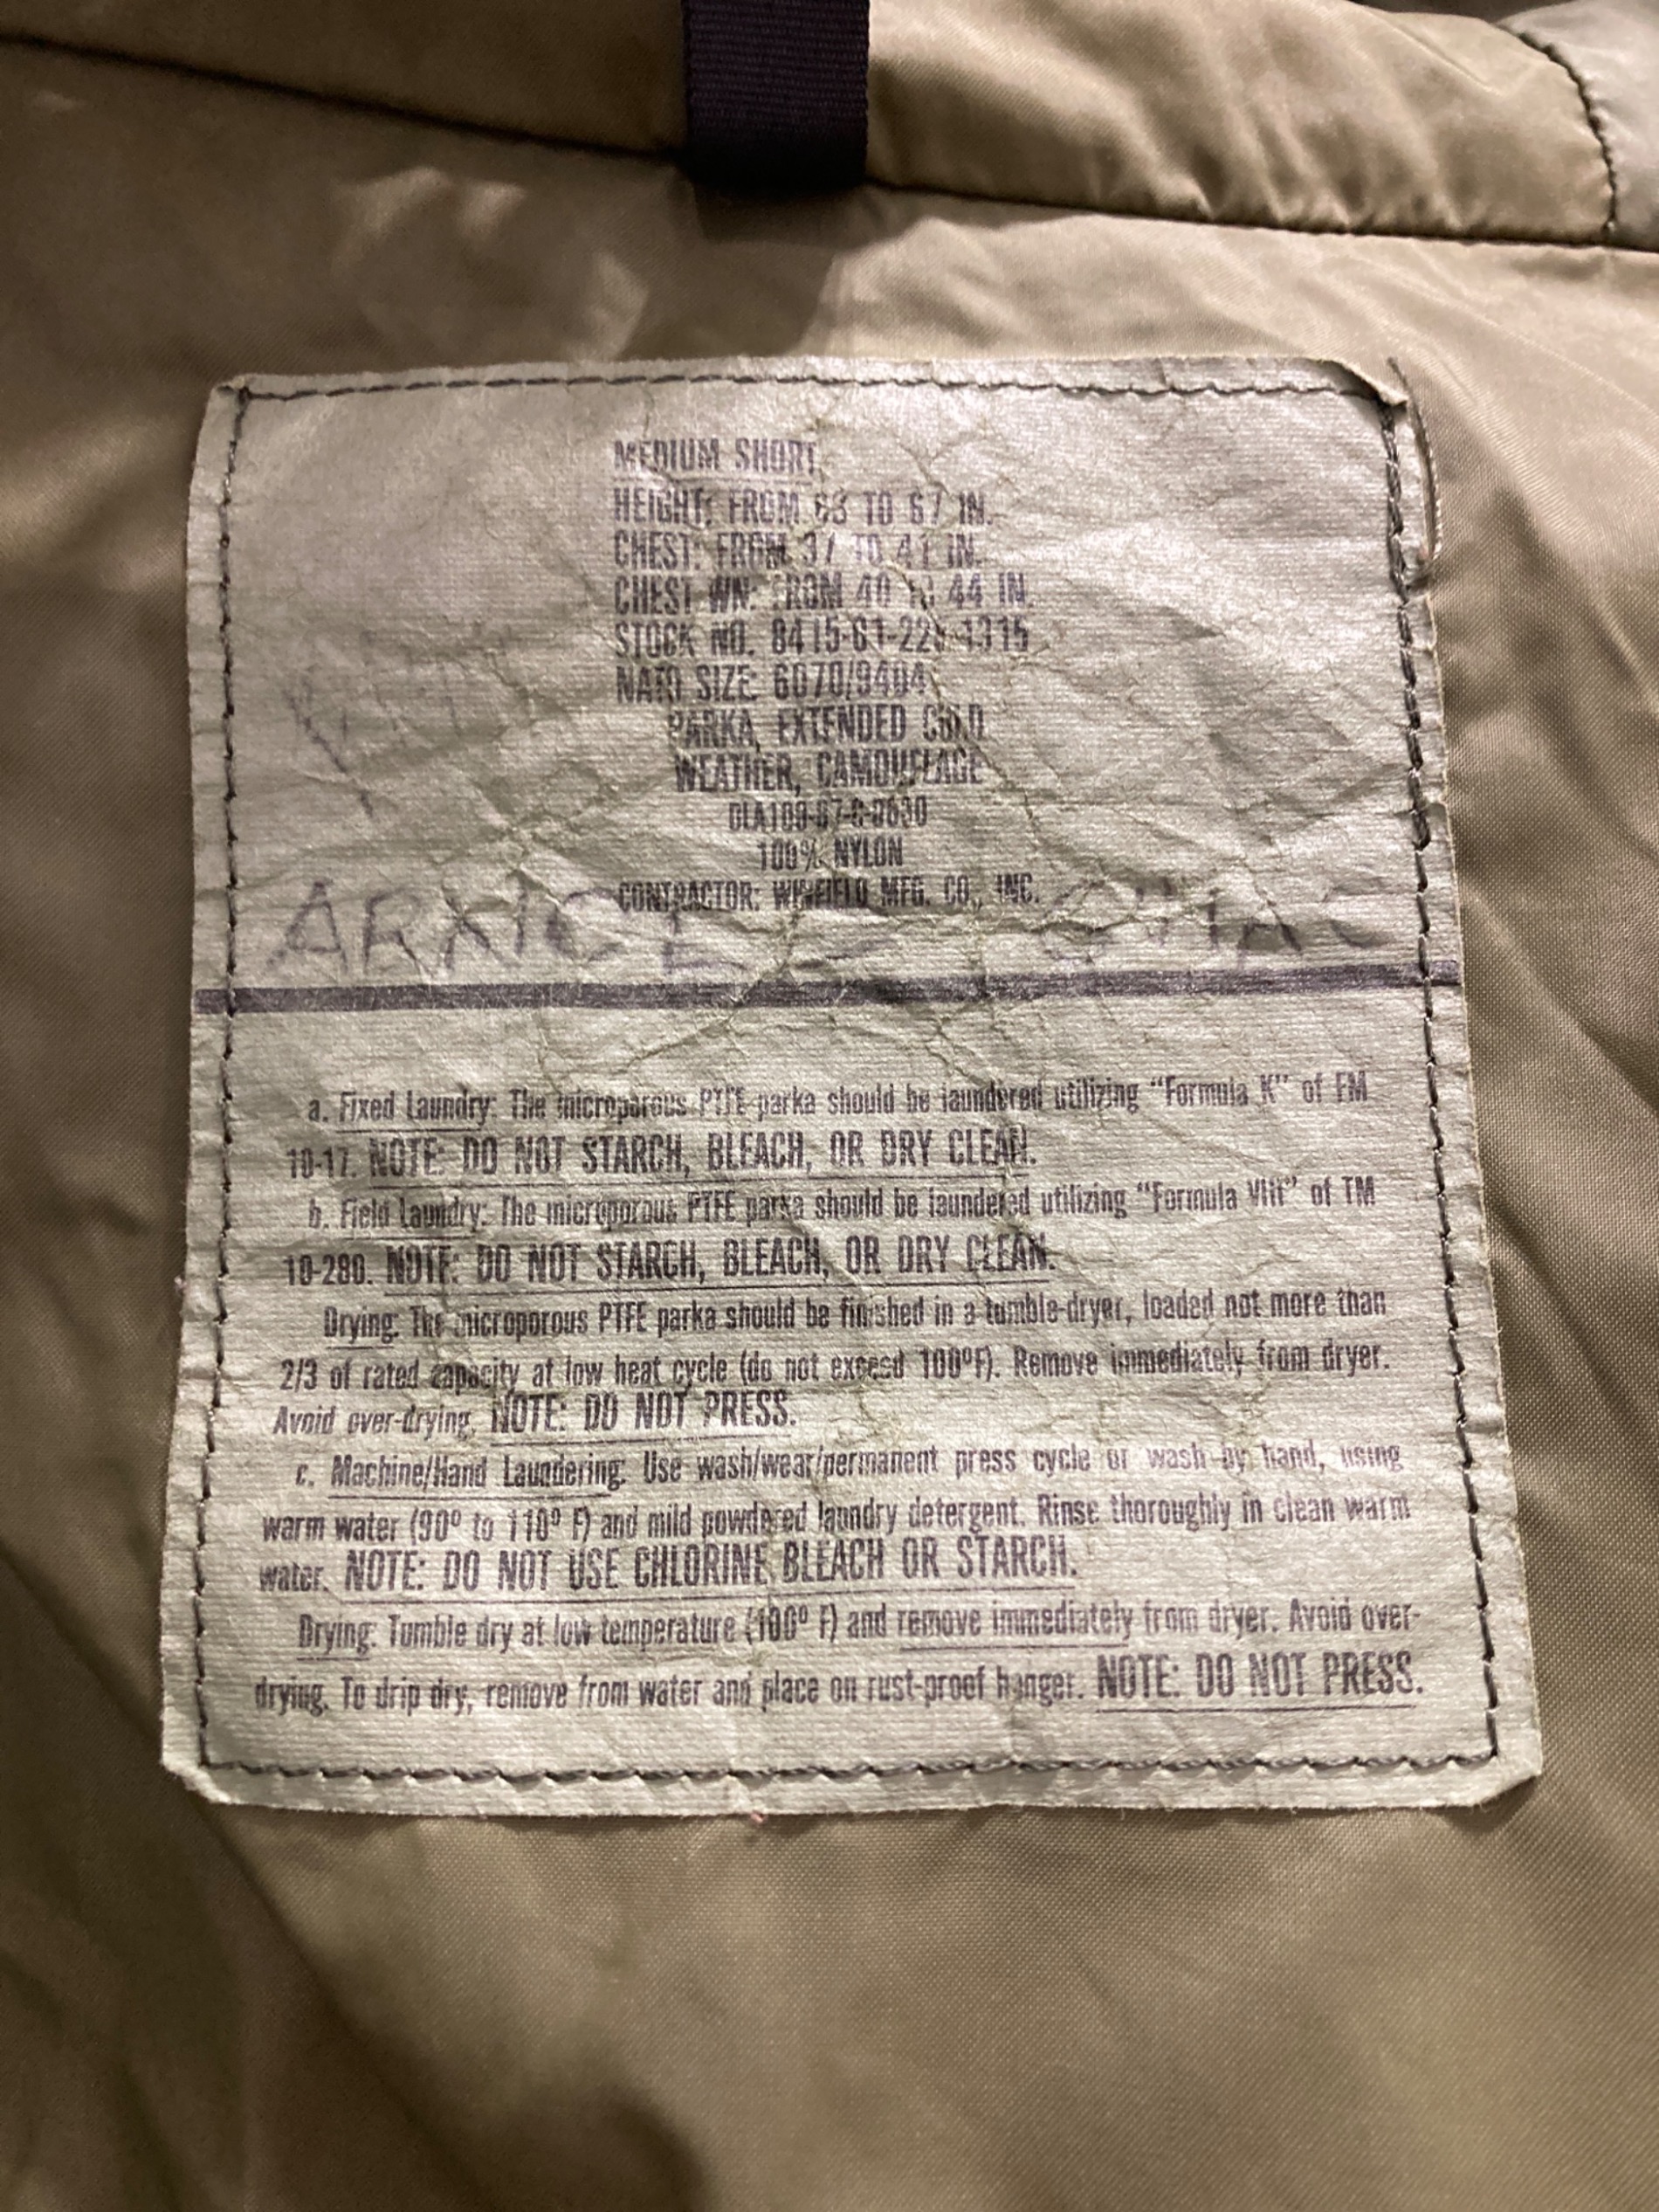 MEDIUM SHORT
HEIGHT: FROM 63 TO 67 IN.
CHEST: FROM 37 TO 41 IN.
CHEST WN: FROM 40 TO 44 IN.
STOCK NO.
NATO SIZE: 6070/9404
PARKA, EXTENDED COLD
WEATHER, CAMOUFLAGE
100% NYLON
CONTRACTOR: WINFIELD MFG. CO., INC.
a. Fixed Laundry: The microporous PTFE parka should be laundered utilizing "Formula K" of FM
10-17. NOTE: DO NOT STARCH, BLEACH, OR DRY CLEAN.
b. Field Laundry: The microporous PTFE parka should be laundered utilizing "Formula VIII" of TM
10-280. NOTE: DO NOT STARCH, BLEACH, OR DRY CLEAN.
Drying: The microporous PTFE parka should be finished in a tumble-dryer, loaded not more than
2/3 of rated capacity at low heat cycle (do not exceed 100ºF). Remove immediately from dryer.
Avoid over-drying. NOTE: DO NOT PRESS.
c. Machine/Hand Laundering: Use wash/wear/permanent press cycle or wash by hand, using
warm water (90º to 110º F) and mild powdered laundry detergent. Rinse thoroughly in clean warm
water. NOTE: DO NOT USE CHLORINE BLEACH OR STARCH.
Drying: Tumble dry at low temperature (100º F) and remove immediately from dryer. Avoid over-
drying. To drip dry, remove from water and place on rust-proof hanger. NOTE: DO NOT PRESS.